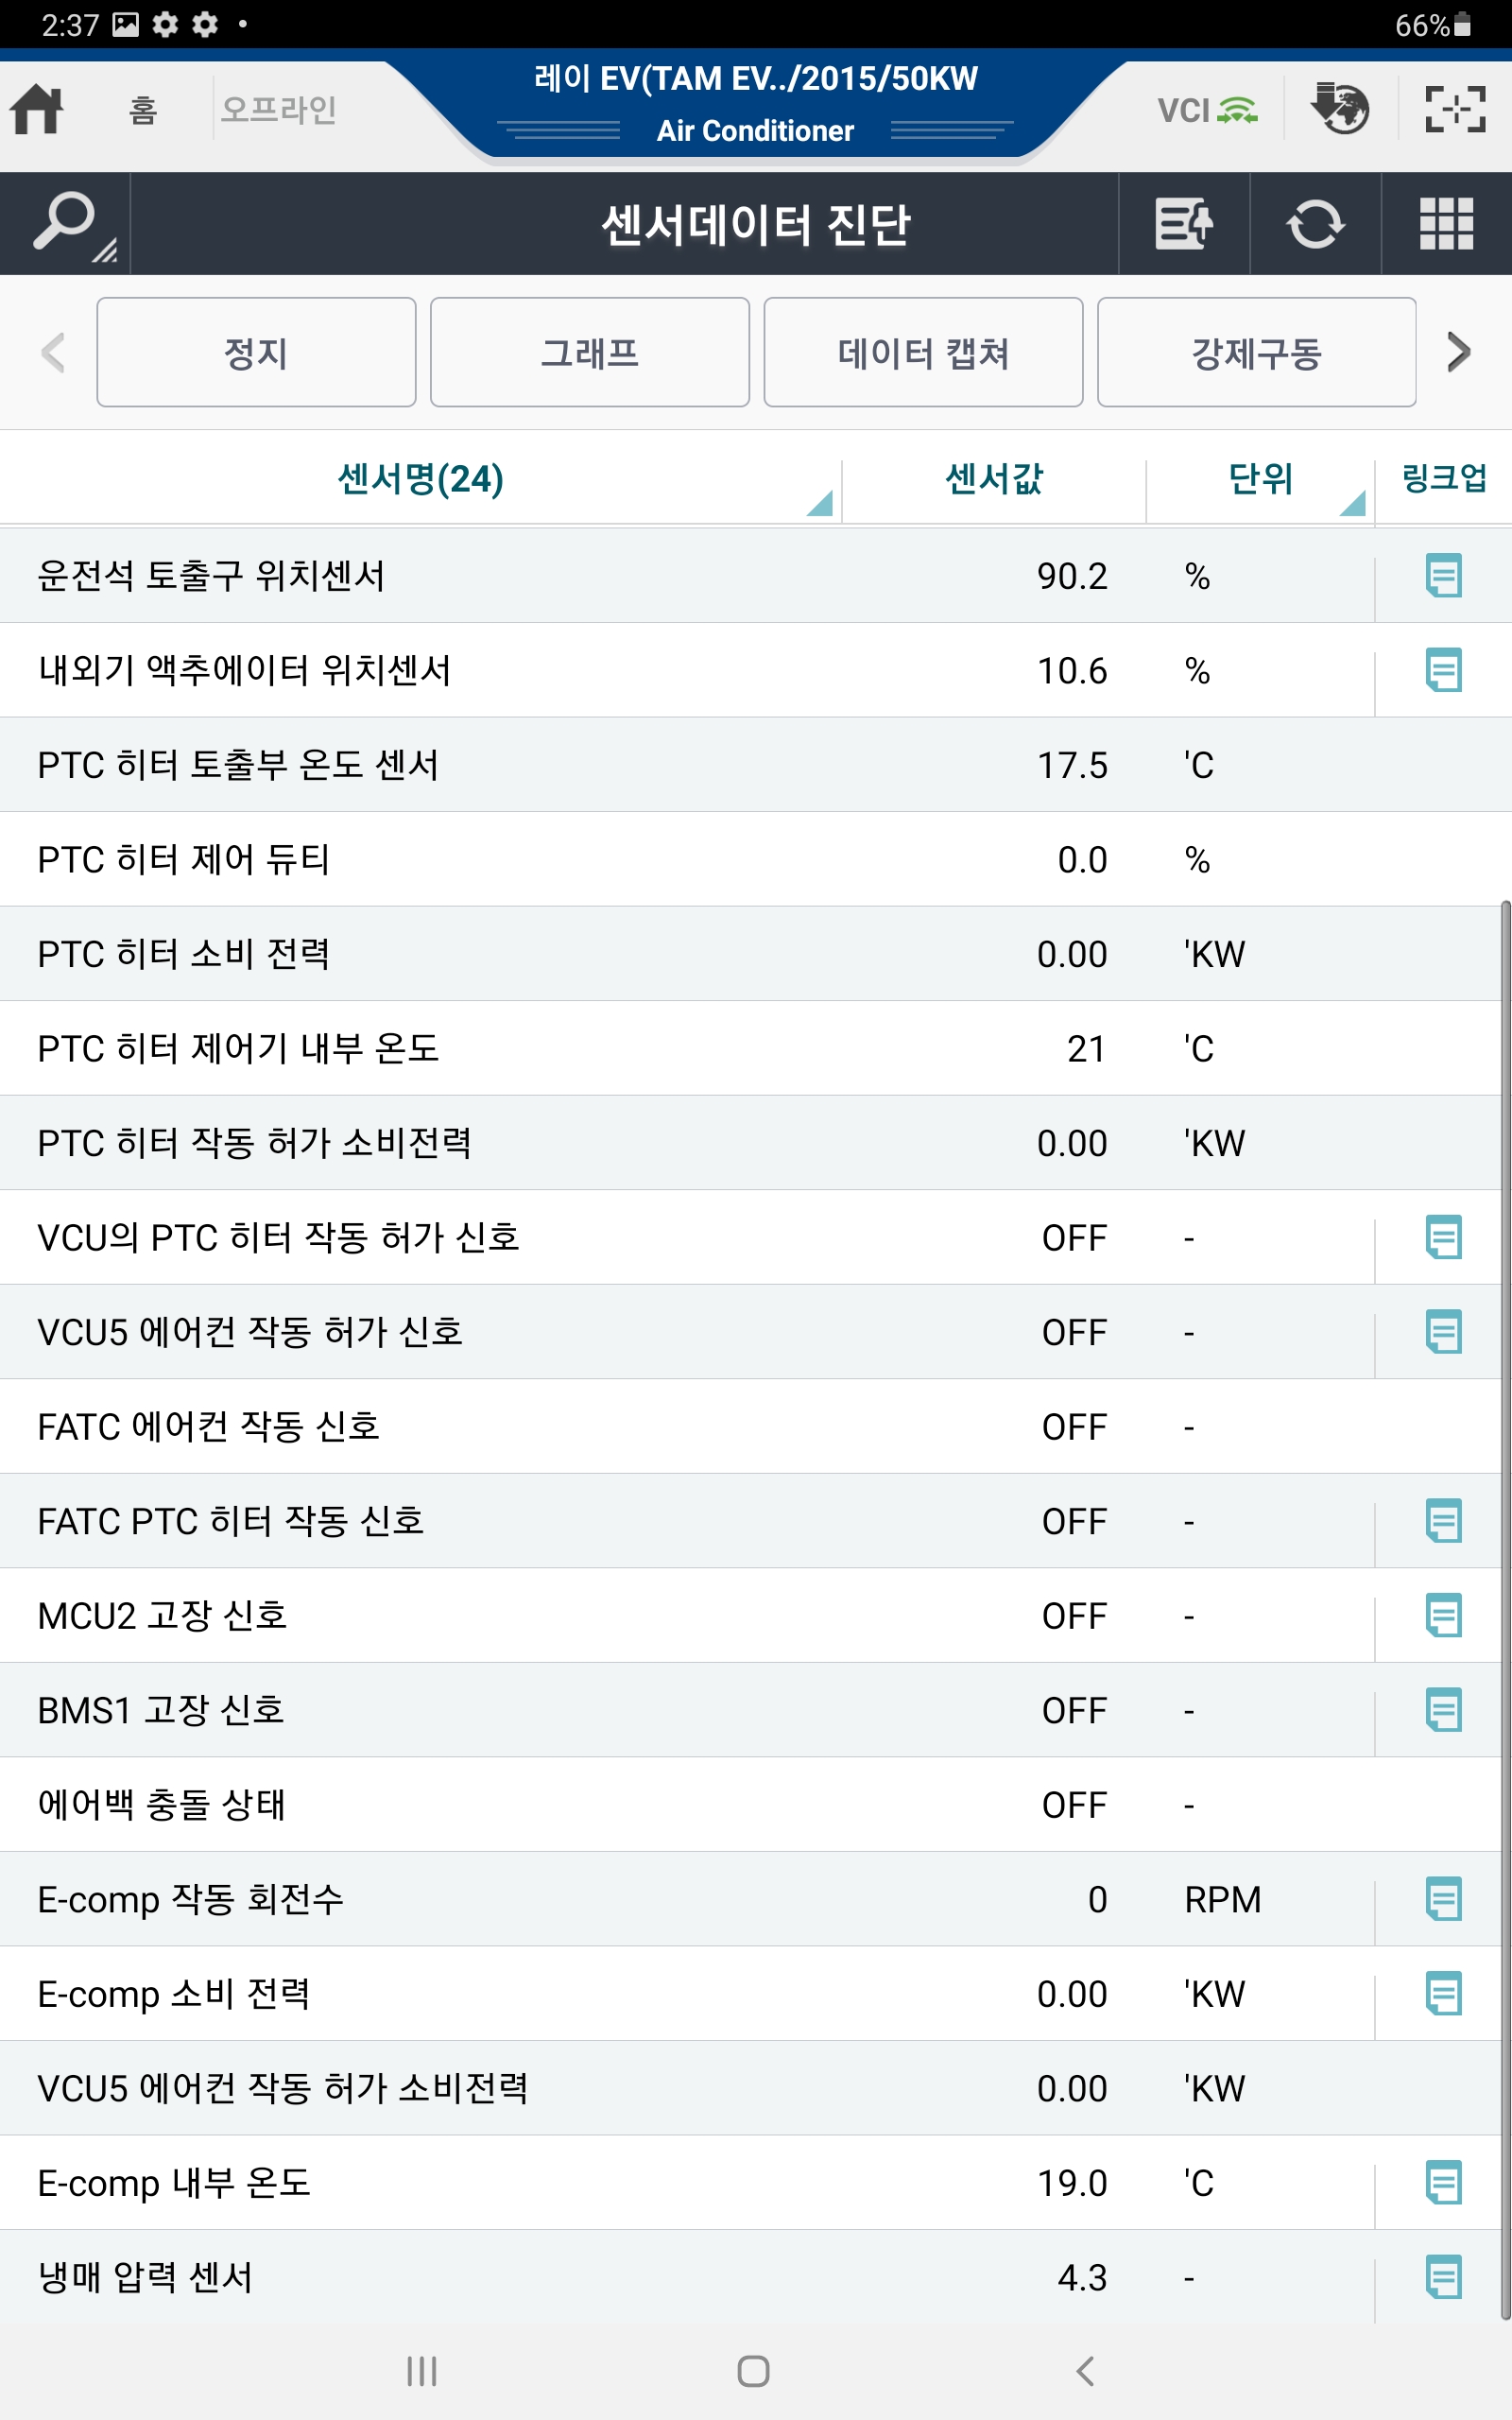 2:37
66%
홈
오프라인
레이 EV(TAM EV../2015/50KW
Air Conditioner
VCI
센서데이터 진단
정지
그래프
데이터 캡쳐
강제구동
센서명(24) 센서값 단위 링크업
운전석 토출구 위치센서 90.2 %
내외기 액추에이터 위치센서 10.6 %
PTC 히터 토출부 온도 센서 17.5 'C
PTC 히터 제어 듀티 0.0 %
PTC 히터 소비 전력 0.00 'KW
PTC 히터 제어기 내부 온도 21 'C
PTC 히터 작동 허가 소비전력 0.00 'KW
VCU의 PTC 히터 작동 허가 신호 OFF -
VCU5 에어컨 작동 허가 신호 OFF -
FATC 에어컨 작동 신호 OFF -
FATC PTC 히터 작동 신호 OFF -
MCU2 고장 신호 OFF -
BMS1 고장 신호 OFF -
에어백 충돌 상태 OFF -
E-comp 작동 회전수 0 RPM
E-comp 소비 전력 0.00 'KW
VCU5 에어컨 작동 허가 소비전력 0.00 'KW
E-comp 내부 온도 19.0 'C
냉매 압력 센서 4.3 -